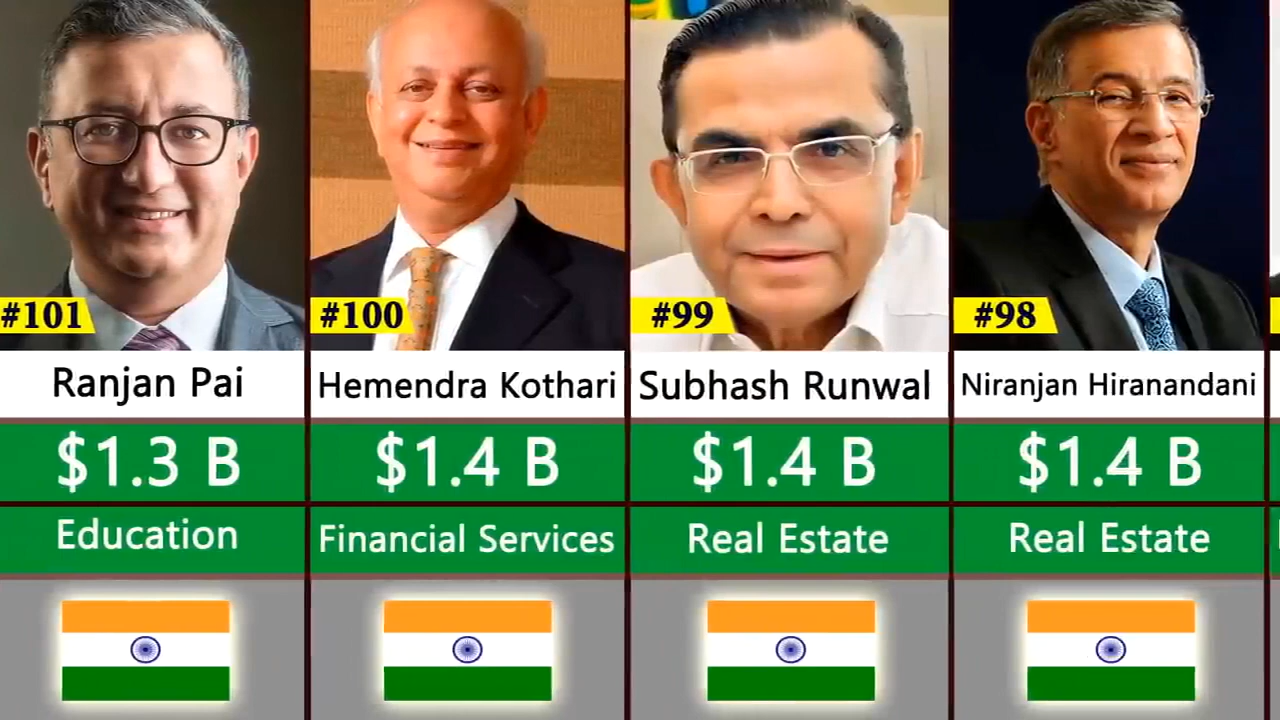 #101
#100
#99
#98
Ranjan Pai
Hemendra Kothari
Subhash Runwal
Niranjan Hiranandani
$1.3 B
$1.4 B
$1.4 B
$1.4 B
Education
Financial Services
Real Estate
Real Estate